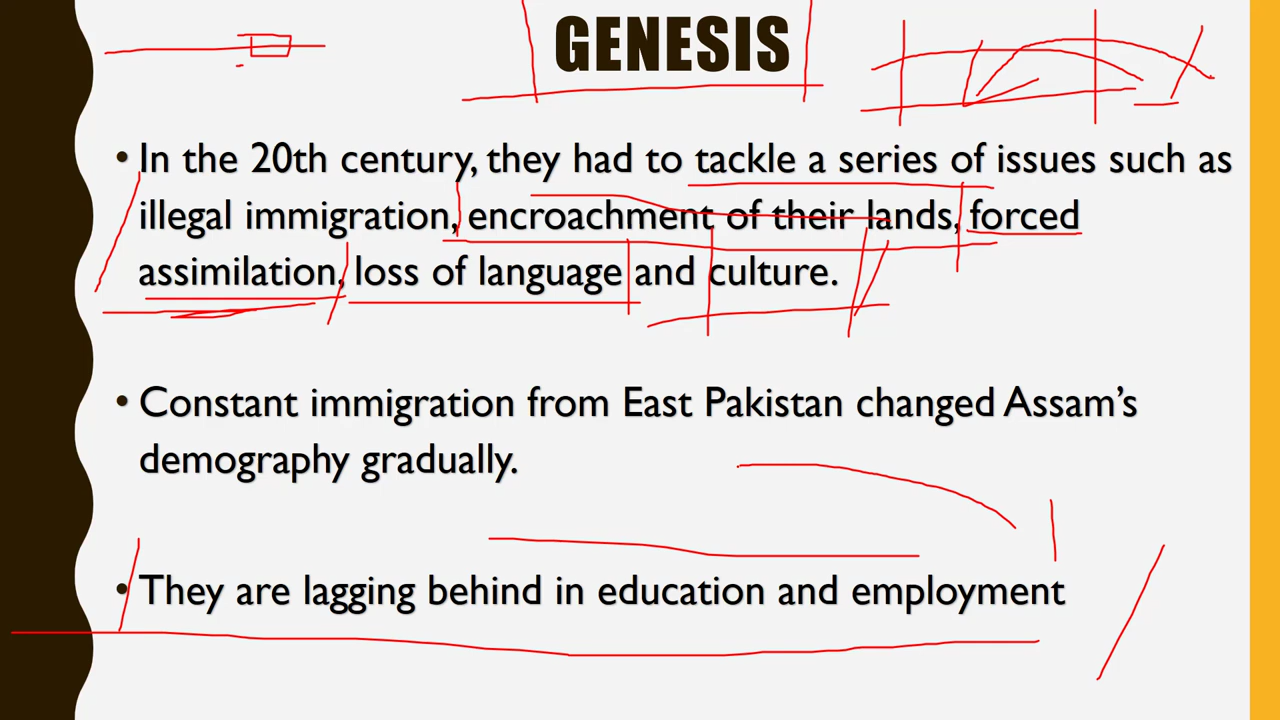 GENESIS
• In the 20th century, they had to tackle a series of issues such as
illegal immigration, encroachment of their lands, forced
assimilation, loss of language and culture.
• Constant immigration from East Pakistan changed Assam’s
demography gradually.
• They are lagging behind in education and employment